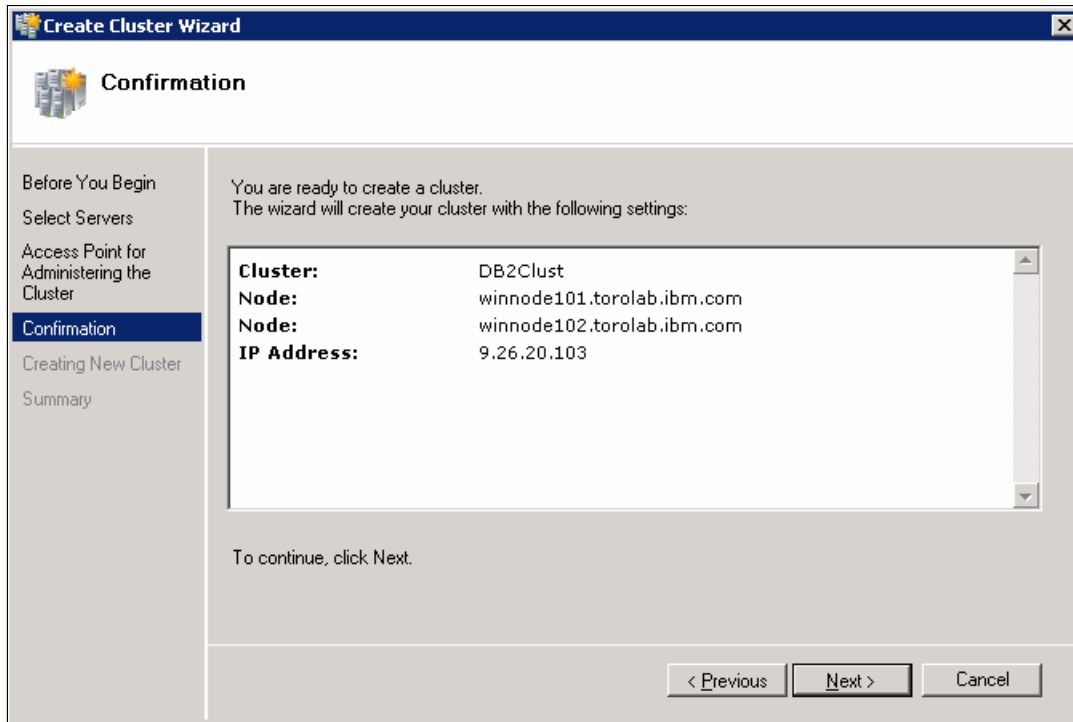 Create Cluster Wizard
Confirmation
Before You Begin
Select Servers
Access Point for
Administering the
Cluster
Confirmation
Creating New Cluster
Summary
You are ready to create a cluster.
The wizard will create your cluster with the following settings:
Cluster: DB2Clust
Node: winnode101.torolab.ibm.com
Node: winnode102.torolab.ibm.com
IP Address: 9.26.20.103
To continue, click Next.
< Previous Next > Cancel